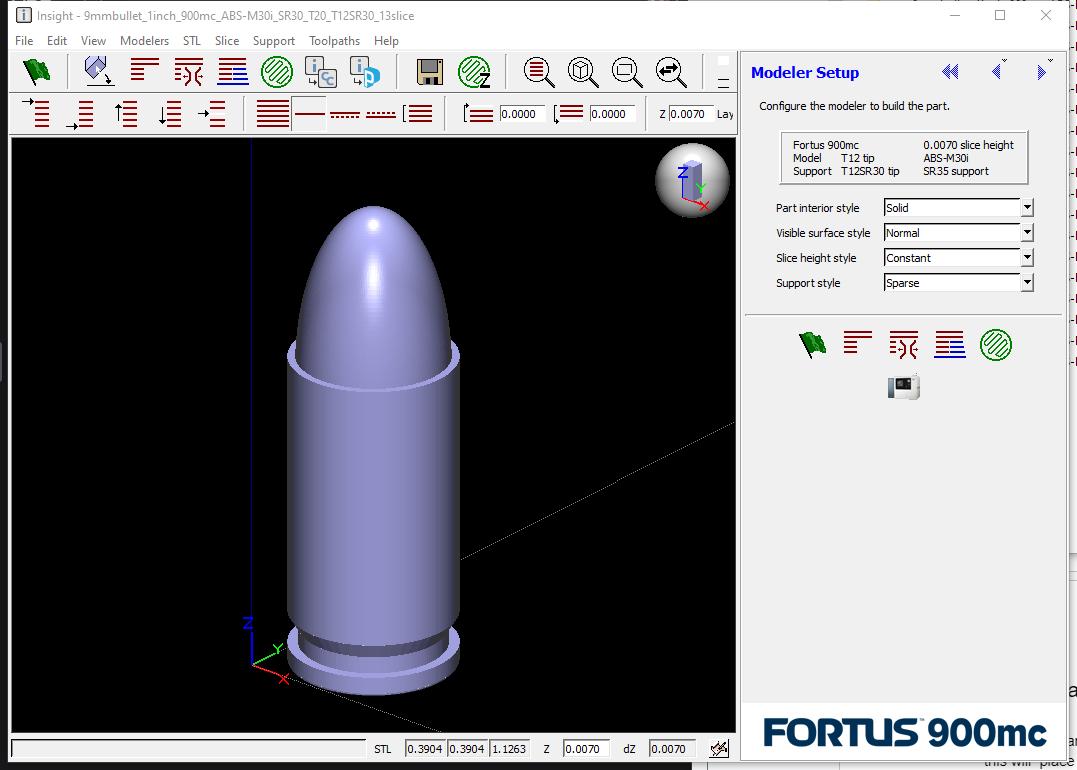 Insight - 9mmbullet_1inch_900mc_ABS-M30i_SR30_T20_T12SR30_13slice
File Edit View Modelers STL Slice Support Toolpaths Help
0.0000 0.0000 Z 0.0070 Lay
Modeler Setup
Configure the modeler to build the part.
Fortus 900mc 0.0070 slice height
Model T12 tip ABS-M30i
Support T12SR30 tip SR35 support
Part interior style Solid
Visible surface style Normal
Slice height style Constant
Support style Sparse
Z
Y
X
Z
Y
X
FORTUS™ 900mc
STL 0.3904 0.3904 1.1263 Z 0.0070 dZ 0.0070
this will place